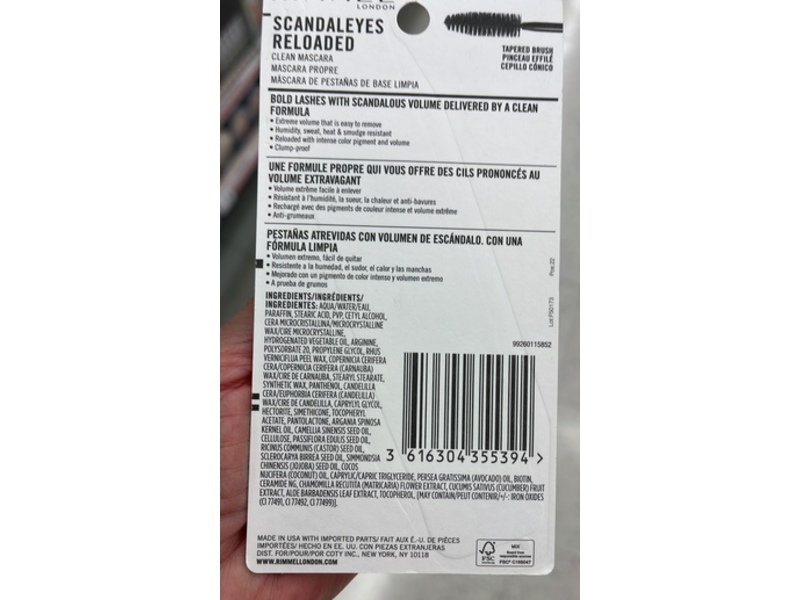 LONDON
SCANDALEYES
RELOADED
CLEAN MASCARA
MASCARA PROPRE
MÁSCARA DE PESTAÑAS DE BASE LIMPIA
TAPERED BRUSH
PINCEAU EFFILÉ
CEPILLO CÓNICO
BOLD LASHES WITH SCANDALOUS VOLUME DELIVERED BY A CLEAN
FORMULA
• Extreme volume that is easy to remove
• Humidity, sweat, heat & smudge resistant
• Reloaded with intense color pigment and volume
• Clump-proof
UNE FORMULE PROPRE QUI VOUS OFFRE DES CILS PRONONCÉS AU
VOLUME EXTRAVAGANT
• Volume extrême facile à enlever
• Résistant à l'humidité, la sueur, la chaleur et anti-bavures
• Rechargé avec des pigments de couleur intense et volume extrême
• Anti-grumeaux
PESTAÑAS ATREVIDAS CON VOLUMEN DE ESCÁNDALO. CON UNA
FÓRMULA LIMPIA
• Volumen extremo, fácil de quitar
• Resistente a la humedad, el sudor, el calor y las manchas
• Mejorado con un pigmento de color intenso y volumen extremo
• A prueba de grumos
INGREDIENTS/INGRÉDIENTS/
INGREDIENTES: AQUA/WATER/EAU,
PARAFFIN, STEARIC ACID, PVP, CETYL ALCOHOL,
CERA MICROCRISTALLINA/MICROCRYSTALLINE
WAX/CIRE MICROCRYSTALLINE,
HYDROGENATED VEGETABLE OIL, ARGININE,
POLYSORBATE 20, PROPYLENE GLYCOL, RHUS
VERNICIFLUA PEEL WAX, COPERNICIA CERIFERA
CERA/COPERNICIA CERIFERA (CARNAUBA)
WAX/CIRE DE CARNAUBA, STEARYL STEARATE,
SYNTHETIC WAX, PANTHENOL, CANDELILLA
CERA/EUPHORBIA CERIFERA (CANDELILLA)
WAX/CIRE DE CANDELILLA, CAPRYLYL GLYCOL,
HECTORITE, SIMETHICONE, TOCOPHERYL
ACETATE, PANTOLACTONE, ARGANIA SPINOSA
KERNEL OIL, CAMELLIA SINENSIS SEED OIL,
CELLULOSE, PASSIFLORA EDULIS SEED OIL,
RICINUS COMMUNIS (CASTOR) SEED OIL,
SCLEROCARYA BIRREA SEED OIL, SIMMONDSIA
CHINENSIS (JOJOBA) SEED OIL, COCOS
NUCIFERA (COCONUT) OIL, CAPRYLIC/CAPRIC TRIGLYCERIDE, PERSEA GRATISSIMA (AVOCADO) OIL, BIOTIN,
CERAMIDE NG, CHAMOMILLA RECUTITA (MATRICARIA) FLOWER EXTRACT, CUCUMIS SATIVUS (CUCUMBER) FRUIT
EXTRACT, ALOE BARBADENSIS LEAF EXTRACT, TOCOPHEROL, [MAY CONTAIN/PEUT CONTENIR/+/-: IRON OXIDES
(CI 77491, CI 77492, CI 77499)].
Pos 22
Lot F50173
99260115852
3 616304 355394 >
MADE IN USA WITH IMPORTED PARTS/ FAIT AUX É.-U. DE PIÈCES
IMPORTÉES/ HECHO EN EE. UU. CON PIEZAS EXTRANJERAS
DIST. FOR/POUR/POR COTY INC., NEW YORK, NY 10118
WWW.RIMMELLONDON.COM
FSC
MIX